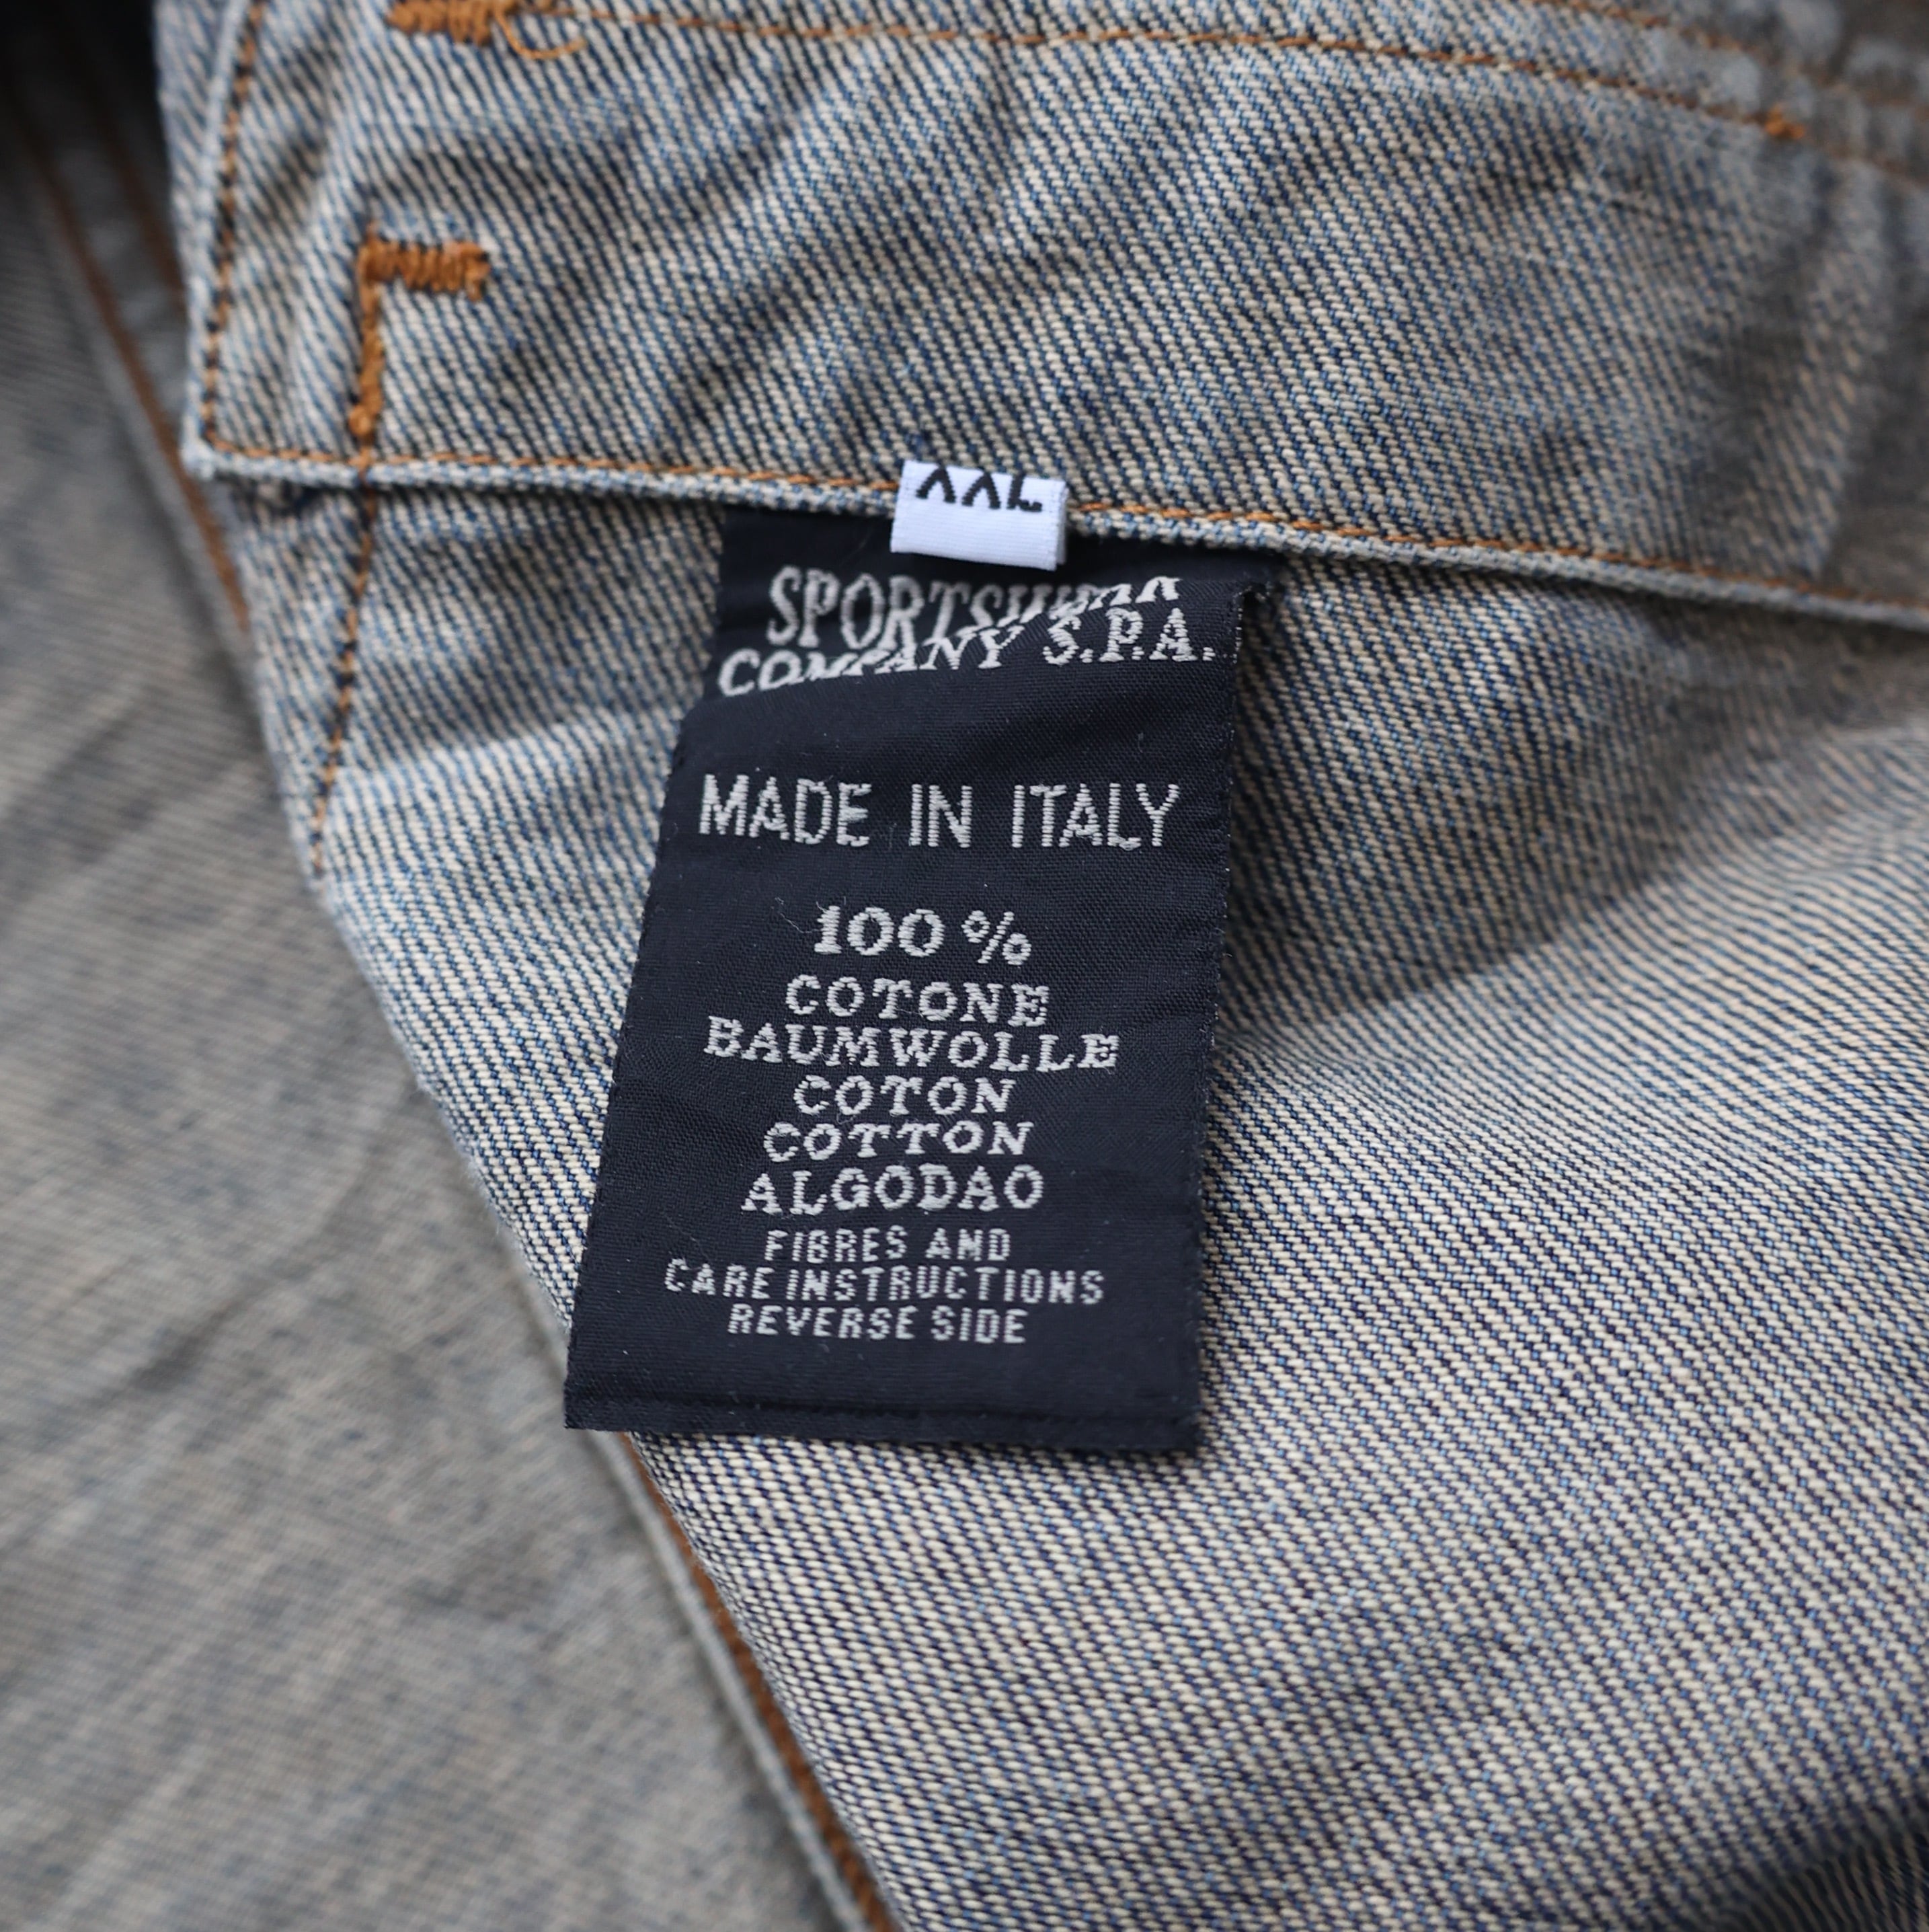 XXL
SPORTSWEAR
COMPANY S.P.A.
MADE IN ITALY
100 %
COTONE
BAUMWOLLE
COTON
COTTON
ALGODAO
FIBRES AND
CARE INSTRUCTIONS
REVERSE SIDE